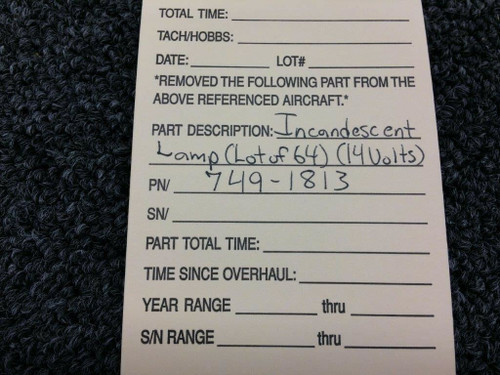 TOTAL TIME:
TACH/HOBBS:
DATE: LOT#
*REMOVED THE FOLLOWING PART FROM THE
ABOVE REFERENCED AIRCRAFT.*
PART DESCRIPTION: Incandescent
Lamp (Lot of 64) (14 Volts)
PN/ 749-1813
SN/
PART TOTAL TIME:
TIME SINCE OVERHAUL:
YEAR RANGE thru
S/N RANGE thru